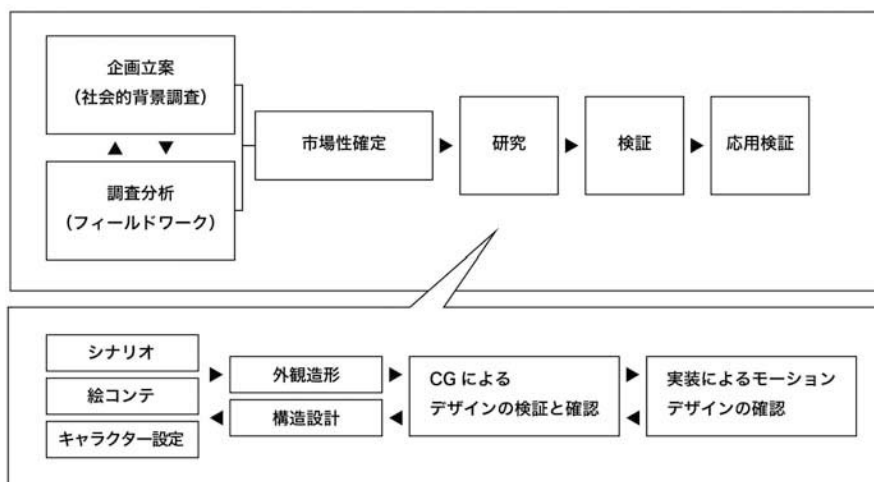 企画立案
(社会的背景調査)
▲ ▼
調査分析
(フィールドワーク)
市場性確定
▶
研究
▶
検証
▶
応用検証
シナリオ
絵コンテ
キャラクター設定
▶
◀
外観造形
構造設計
▶
◀
CG による
デザインの検証と確認
▶
◀
実装によるモーション
デザインの確認